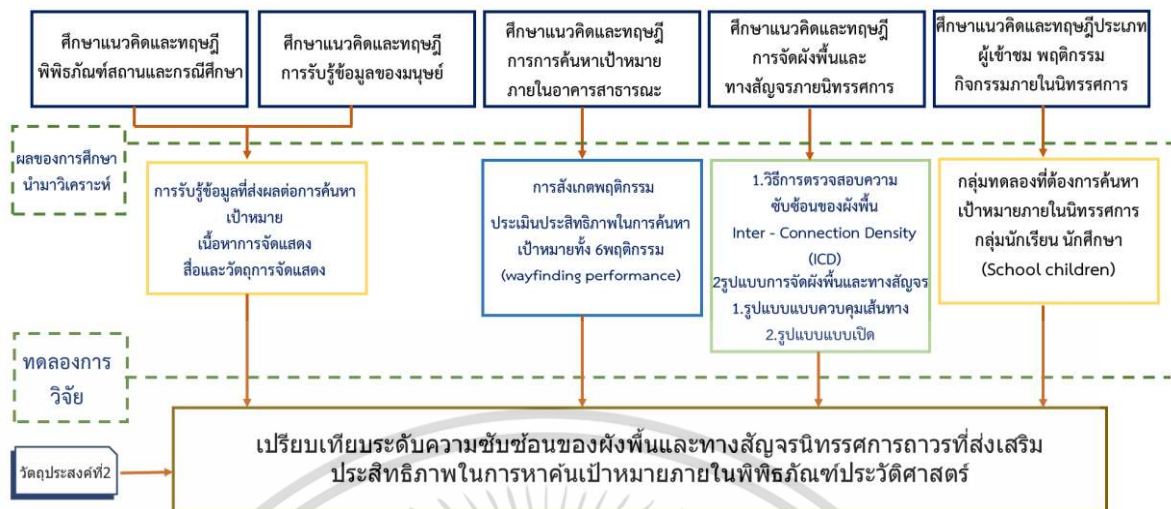 ศึกษาแนวคิดและทฤษฎี
พิพิธภัณฑ์สถานและกรณีศึกษา
ศึกษาแนวคิดและทฤษฎี
การรับรู้ข้อมูลของมนุษย์
ศึกษาแนวคิดและทฤษฎี
การการค้นหาเป้าหมาย
ภายในอาคารสาธารณะ
ศึกษาแนวคิดและทฤษฎี
การจัดผังพื้นและ
ทางสัญจรภายนิทรรศการ
ศึกษาแนวคิดและทฤษฎีประเภท
ผู้เข้าชม พฤติกรรม
กิจกรรมภายในนิทรรศการ
ผลของการศึกษา
นำมาวิเคราะห์
การรับรู้ข้อมูลที่ส่งผลต่อการค้นหา
เป้าหมาย
เนื้อหาการจัดแสดง
สื่อและวัตถุการจัดแสดง
การสังเกตพฤติกรรม
ประเมินประสิทธิภาพในการค้นหา
เป้าหมายทั้ง 6พฤติกรรม
(wayfinding performance)
1.วิธีการตรวจสอบความ
ซับซ้อนของผังพื้น
Inter - Connection Density
(ICD)
2รูปแบบการจัดผังพื้นและทางสัญจร
1.รูปแบบแบบควบคุมเส้นทาง
2.รูปแบบแบบเปิด
กลุ่มทดลองที่ต้องการค้นหา
เป้าหมายภายในนิทรรศการ
กลุ่มนักเรียน นักศึกษา
(School children)
ทดลองการ
วิจัย
วัตถุประสงค์ที่2
เปรียบเทียบระดับความซับซ้อนของผังพื้นและทางสัญจรนิทรรศการถาวรที่ส่งเสริม
ประสิทธิภาพในการหาค้นเป้าหมายภายในพิพิธภัณฑ์ประวัติศาสตร์